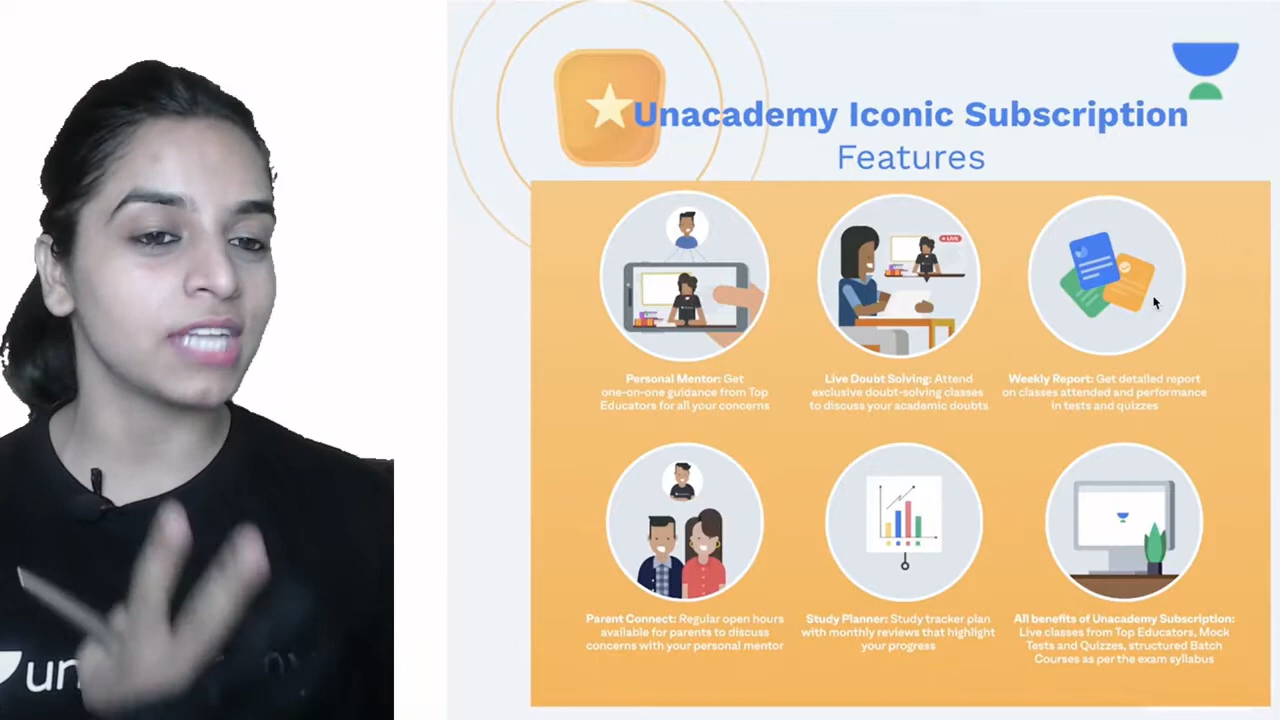 Unacademy Iconic Subscription
Features
LIVE
Personal Mentor: Get
one-on-one guidance from Top
Educators for all your concerns
Live Doubt Solving: Attend
exclusive doubt-solving classes
to discuss your academic doubts
Weekly Report: Get detailed report
on classes attended and performance
in tests and quizzes
Parent Connect: Regular open hours
available for parents to discuss
concerns with your personal mentor
Study Planner: Study tracker plan
with monthly reviews that highlight
your progress
All benefits of Unacademy Subscription:
Live classes from Top Educators, Mock
Tests and Quizzes, structured Batch
Courses as per the exam syllabus